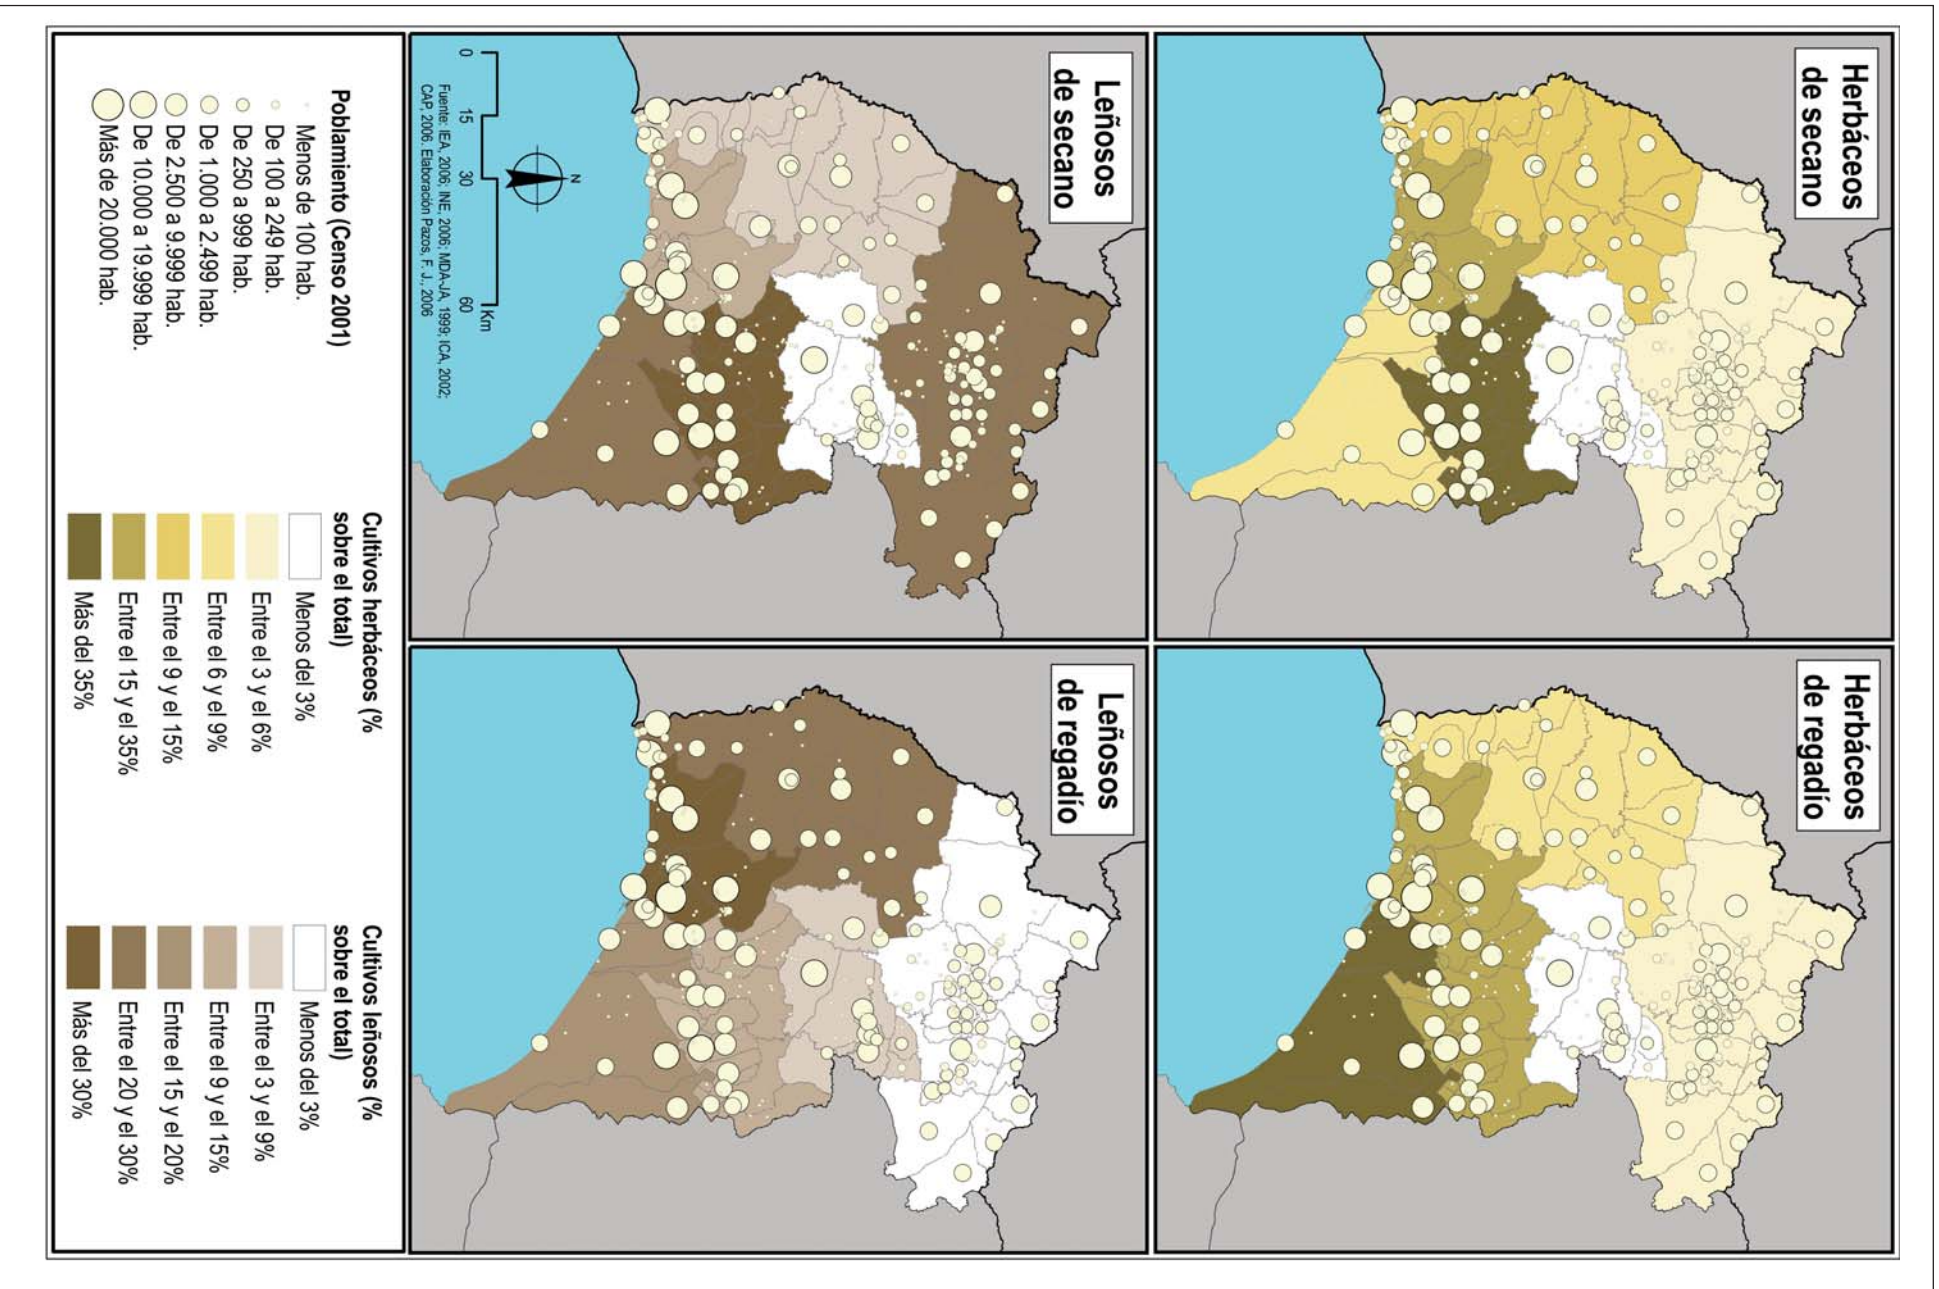 Herbáceos
de secano
Herbáceos
de regadío
Leñosos
de secano
N
0
15
30
60
Km
Fuente: IEA, 2006; INE, 2006; MDA-JA, 1999; ICA, 2002;
CAP, 2006. Elaboración Pazos, F. J., 2006
Leñosos
de regadío
Poblamiento (Censo 2001)
Menos de 100 hab.
De 100 a 249 hab.
De 250 a 999 hab.
De 1.000 a 2.499 hab.
De 2.500 a 9.999 hab.
De 10.000 a 19.999 hab.
Más de 20.000 hab.
Cultivos herbáceos (%
sobre el total)
Menos del 3%
Entre el 3 y el 6%
Entre el 6 y el 9%
Entre el 9 y el 15%
Entre el 15 y el 35%
Más del 35%
Cultivos leñosos (%
sobre el total)
Menos del 3%
Entre el 3 y el 9%
Entre el 9 y el 15%
Entre el 15 y el 20%
Entre el 20 y el 30%
Más del 30%